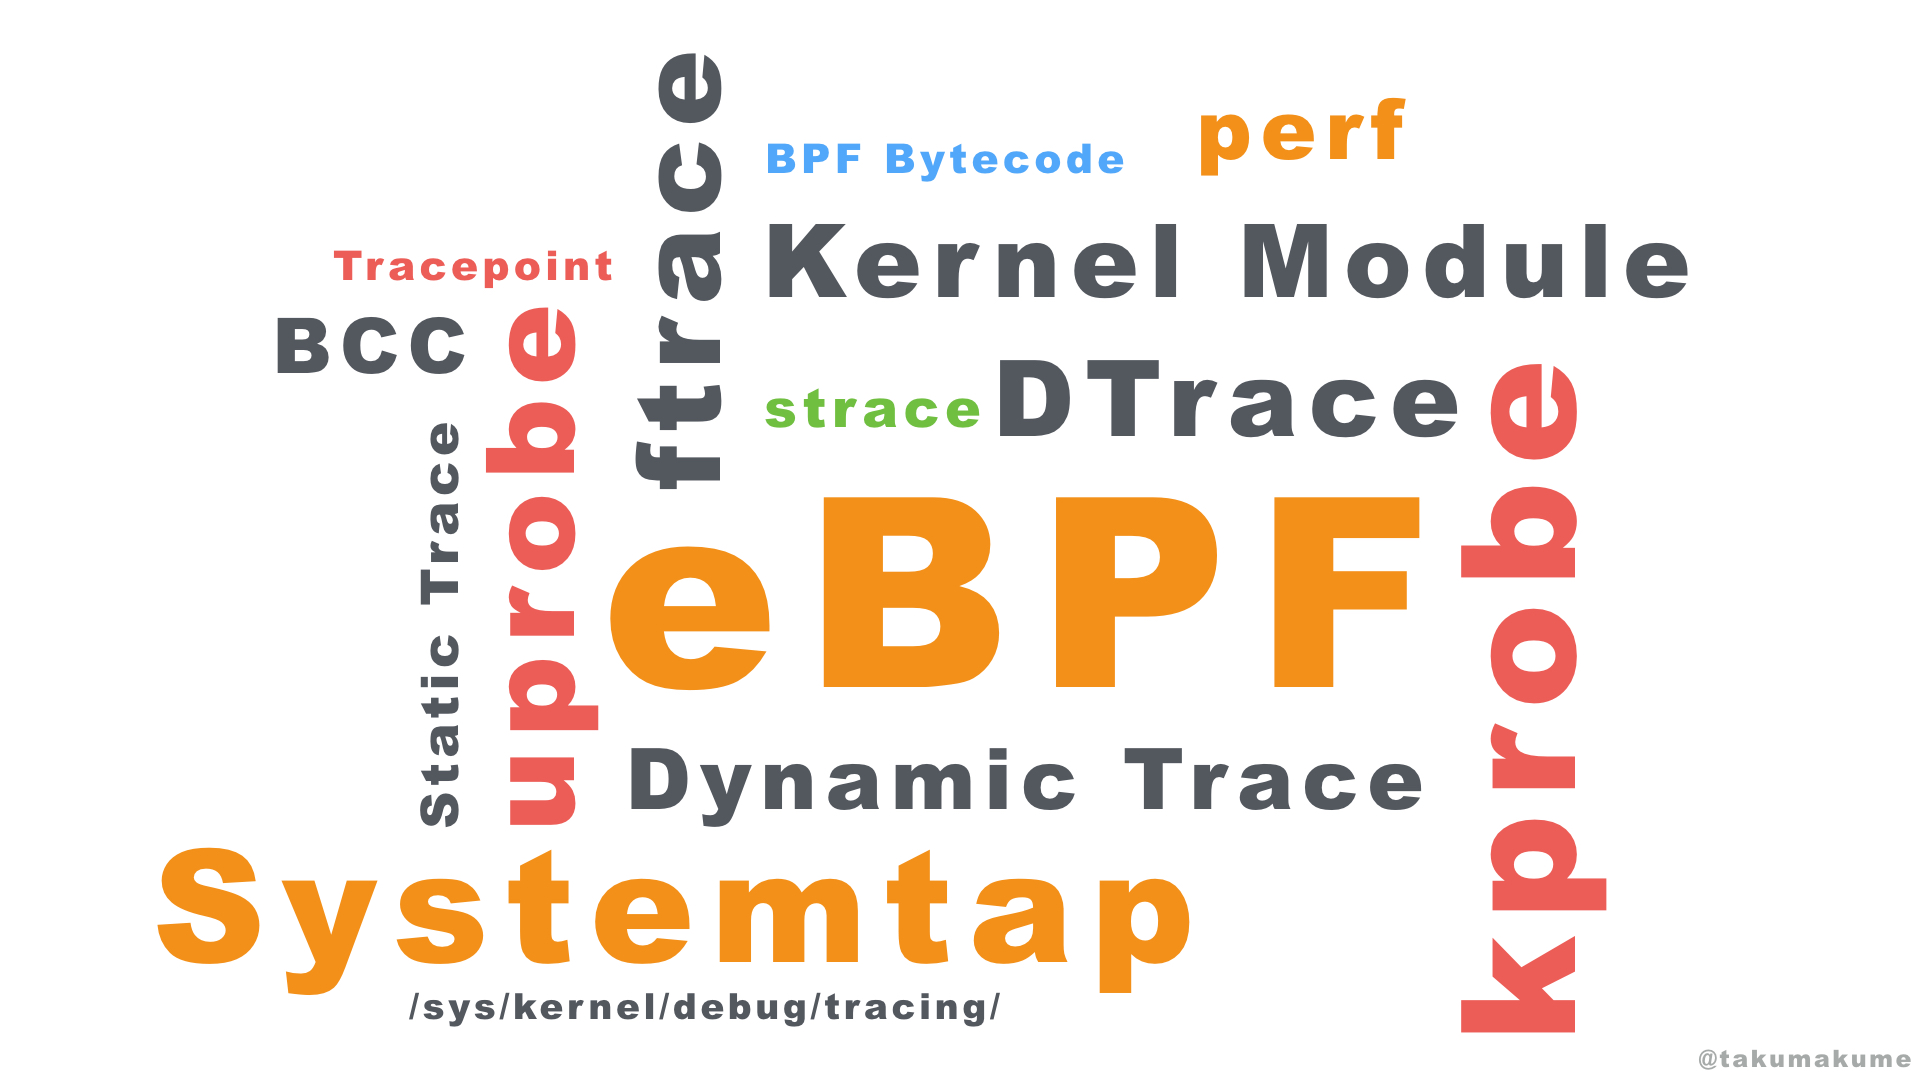 ftrace
BPF Bytecode
perf
Tracepoint
Kernel Module
BCC
uprobe
strace
DTrace
kprobe
Static Trace
eBPF
Dynamic Trace
Systemtap
/sys/kernel/debug/tracing/
@takumakume